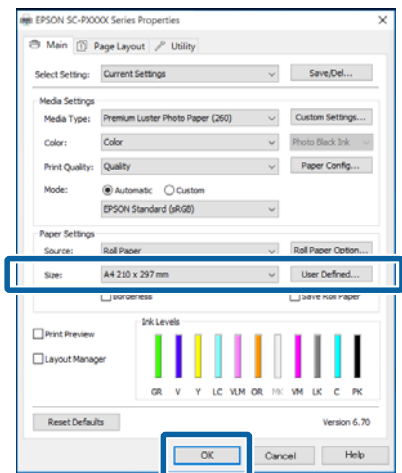 EPSON SC-PXXXX Series Properties
Main Page Layout Utility
Select Setting: Current Settings Save/Del...
Media Settings
Media Type: Premium Luster Photo Paper (260) Custom Settings...
Color: Color Photo Black Ink
Print Quality: Quality Paper Config...
Mode: Automatic Custom
EPSON Standard (sRGB)
Paper Settings
Source: Roll Paper Roll Paper Option...
Size: A4 210 x 297 mm User Defined...
Borderless Save Roll Paper
Ink Levels
Print Preview
Layout Manager
GR V Y LC VLM OR MK VM LK C PK
Reset Defaults Version 6.70
OK Cancel Help